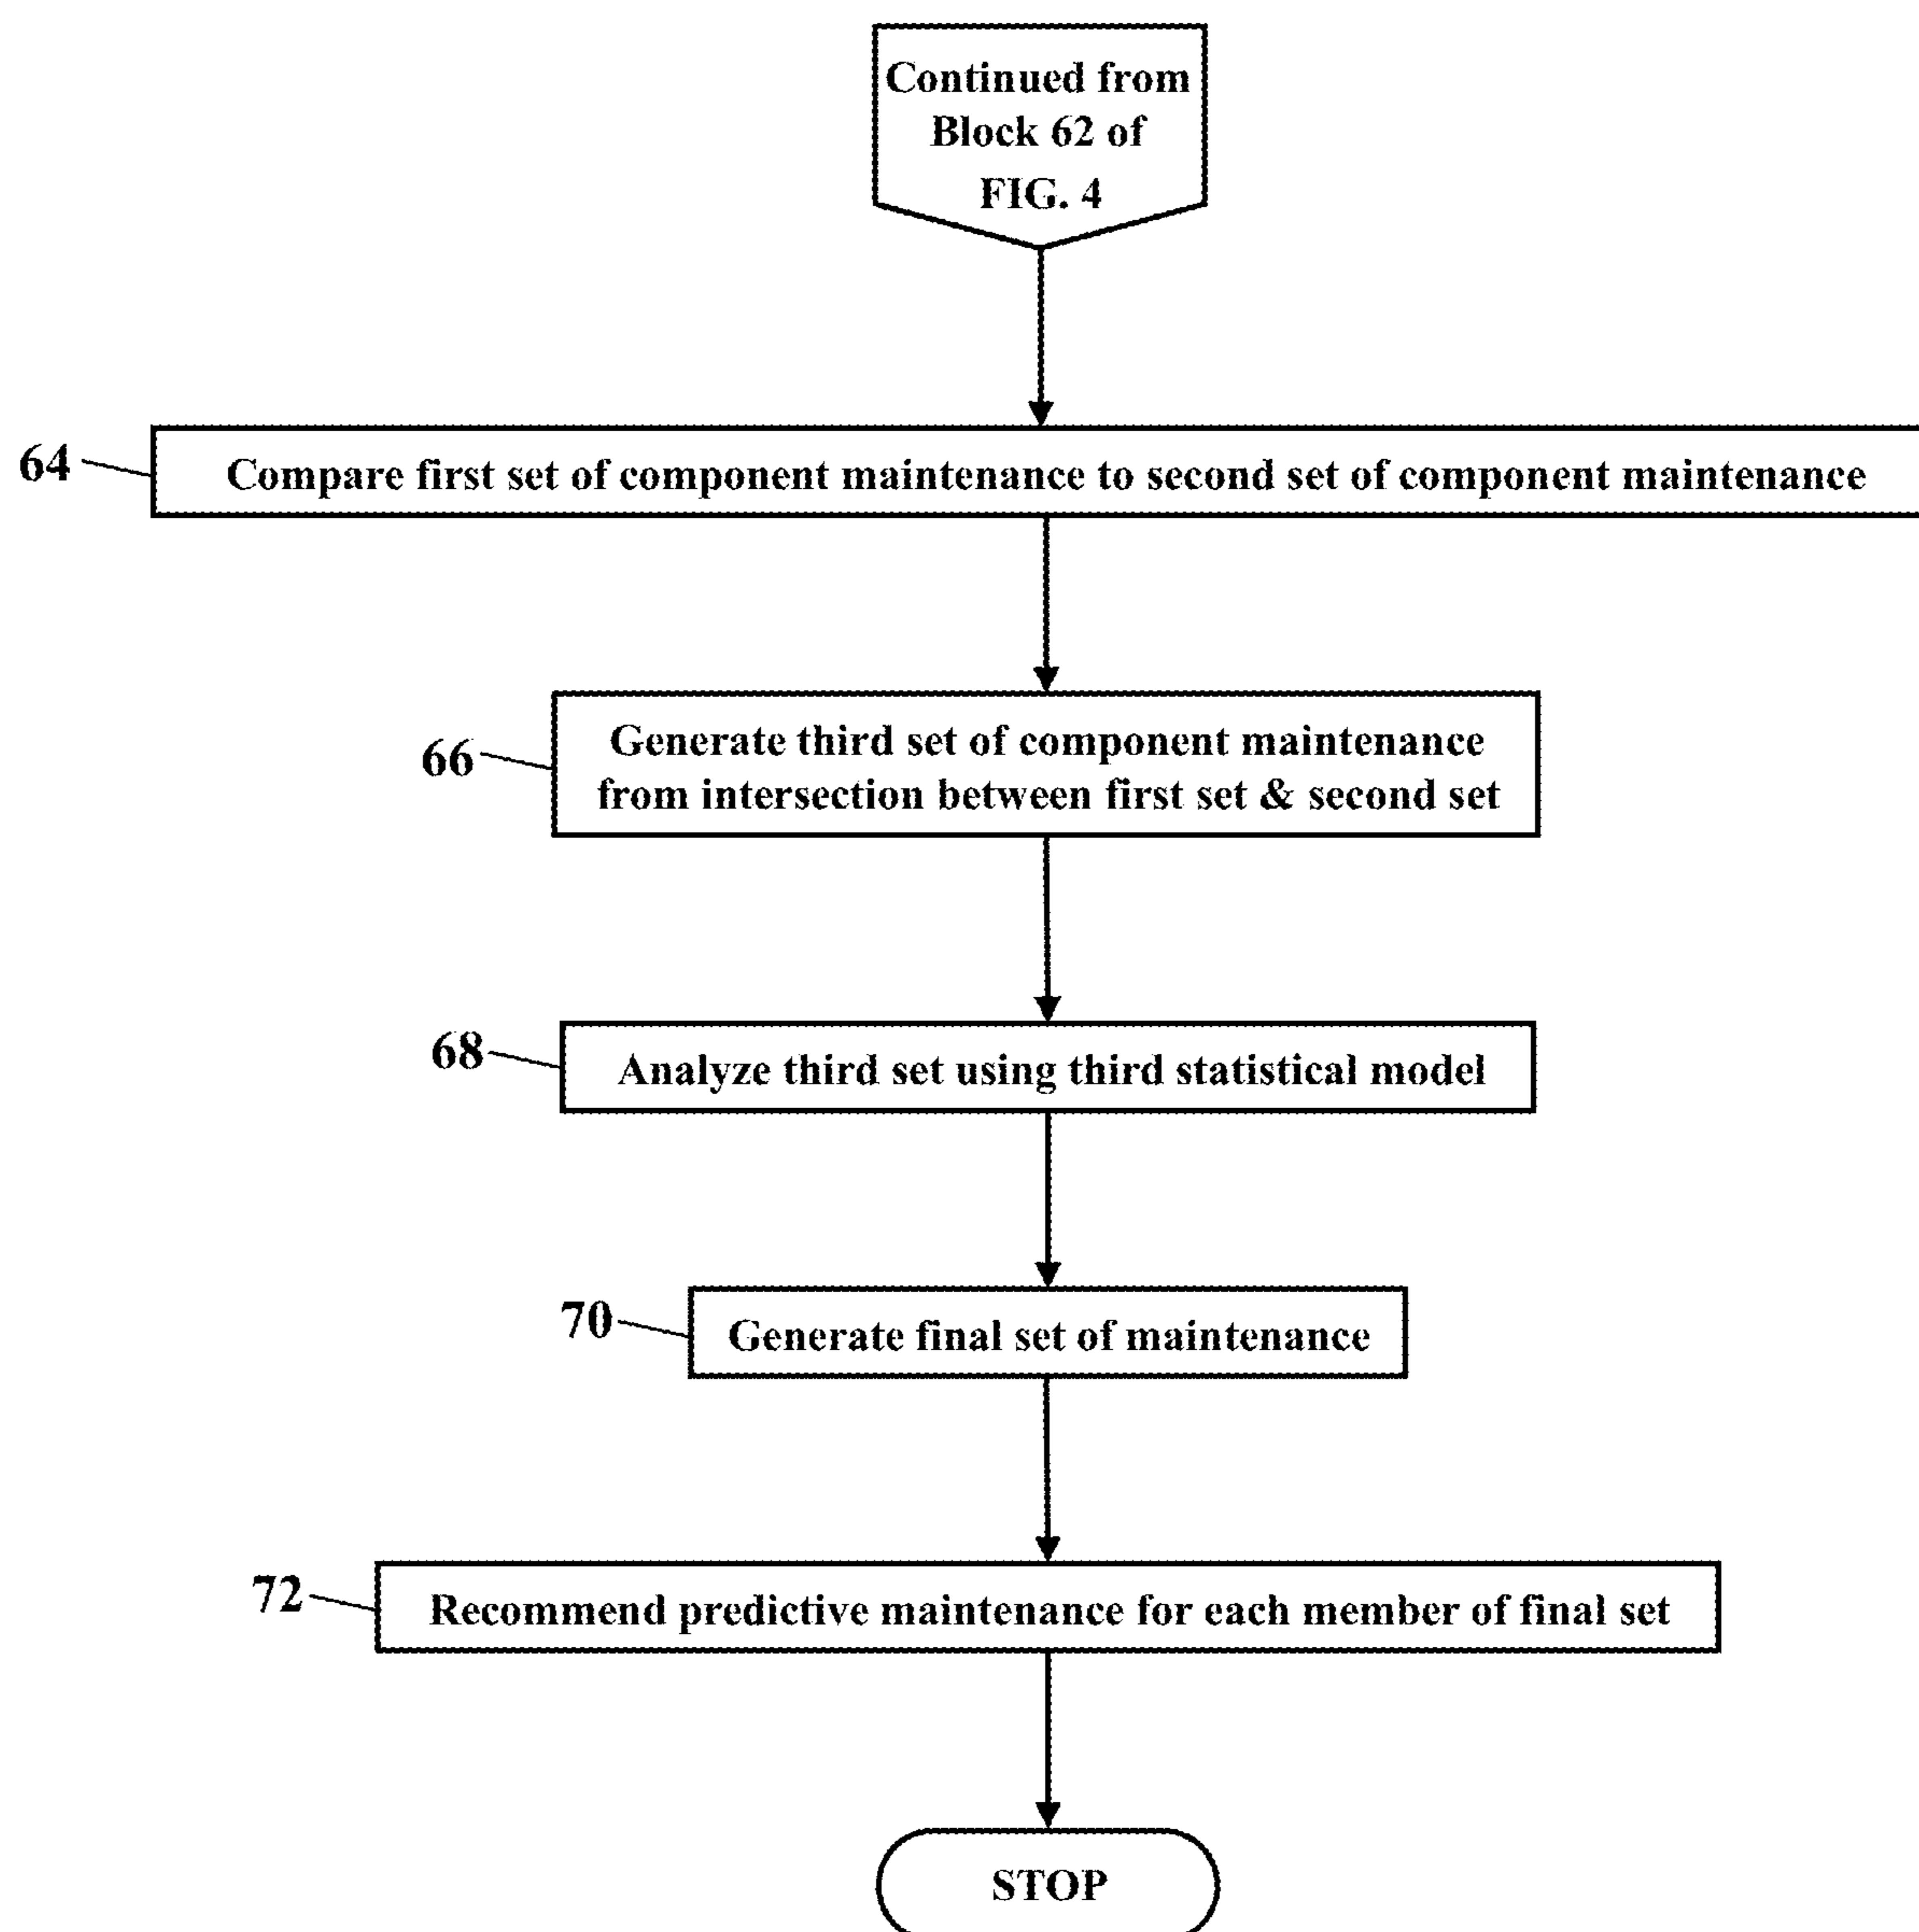 Continued from
Block 62 of
FIG. 4
64
Compare first set of component maintenance to second set of component maintenance
66
Generate third set of component maintenance
from intersection between first set & second set
68
Analyze third set using third statistical model
70
Generate final set of maintenance
72
Recommend predictive maintenance for each member of final set
STOP